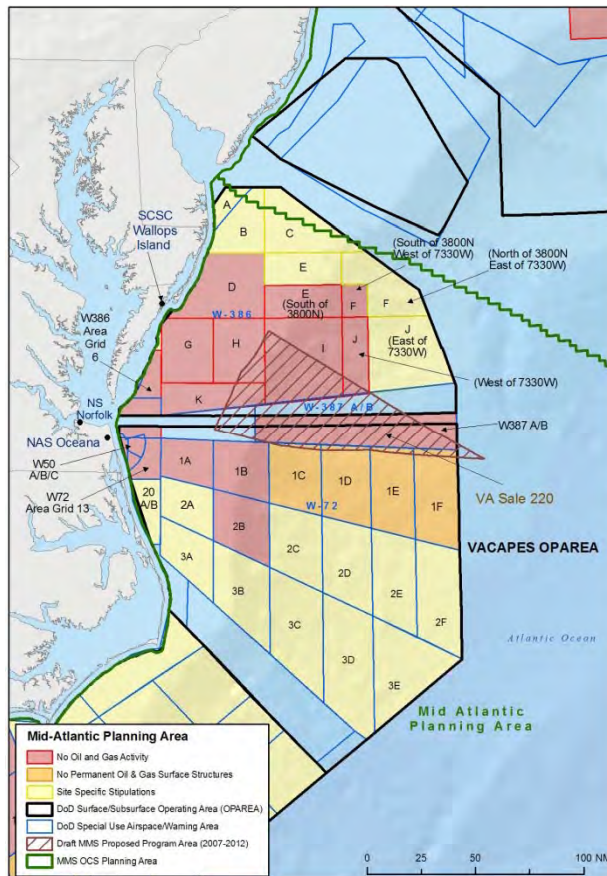 A
B
C
SCSC
Wallops
Island
(South of 3800N
West of 7330W)
(North of 3800N
East of 7330W)
E
D
E
(South of
3800N)
F
F
W-386
W386
Area
Grid
6
J
(East of
7330W)
G
H
I
J
(West of 7330W)
K
NS
Norfolk
W-387 A/B
W387 A/B
NAS Oceana
W50
A/B/C
W72
Area Grid 13
1A
1B
1C
1D
1E
1F
VA Sale 220
20
A/B
2A
W-72
2B
VACAPES OPAREA
2C
3A
2D
3B
2E
2F
3C
Atlantic Ocean
3D
3E
Mid Atlantic
Planning Area
Mid-Atlantic Planning Area
No Oil and Gas Activity
No Permanent Oil & Gas Surface Structures
Site Specific Stipulations
DoD Surface/Subsurface Operating Area (OPAREA)
DoD Special Use Airspace/Warning Area
Draft MMS Proposed Program Area (2007-2012)
MMS OCS Planning Area
0 25 50 100 NM